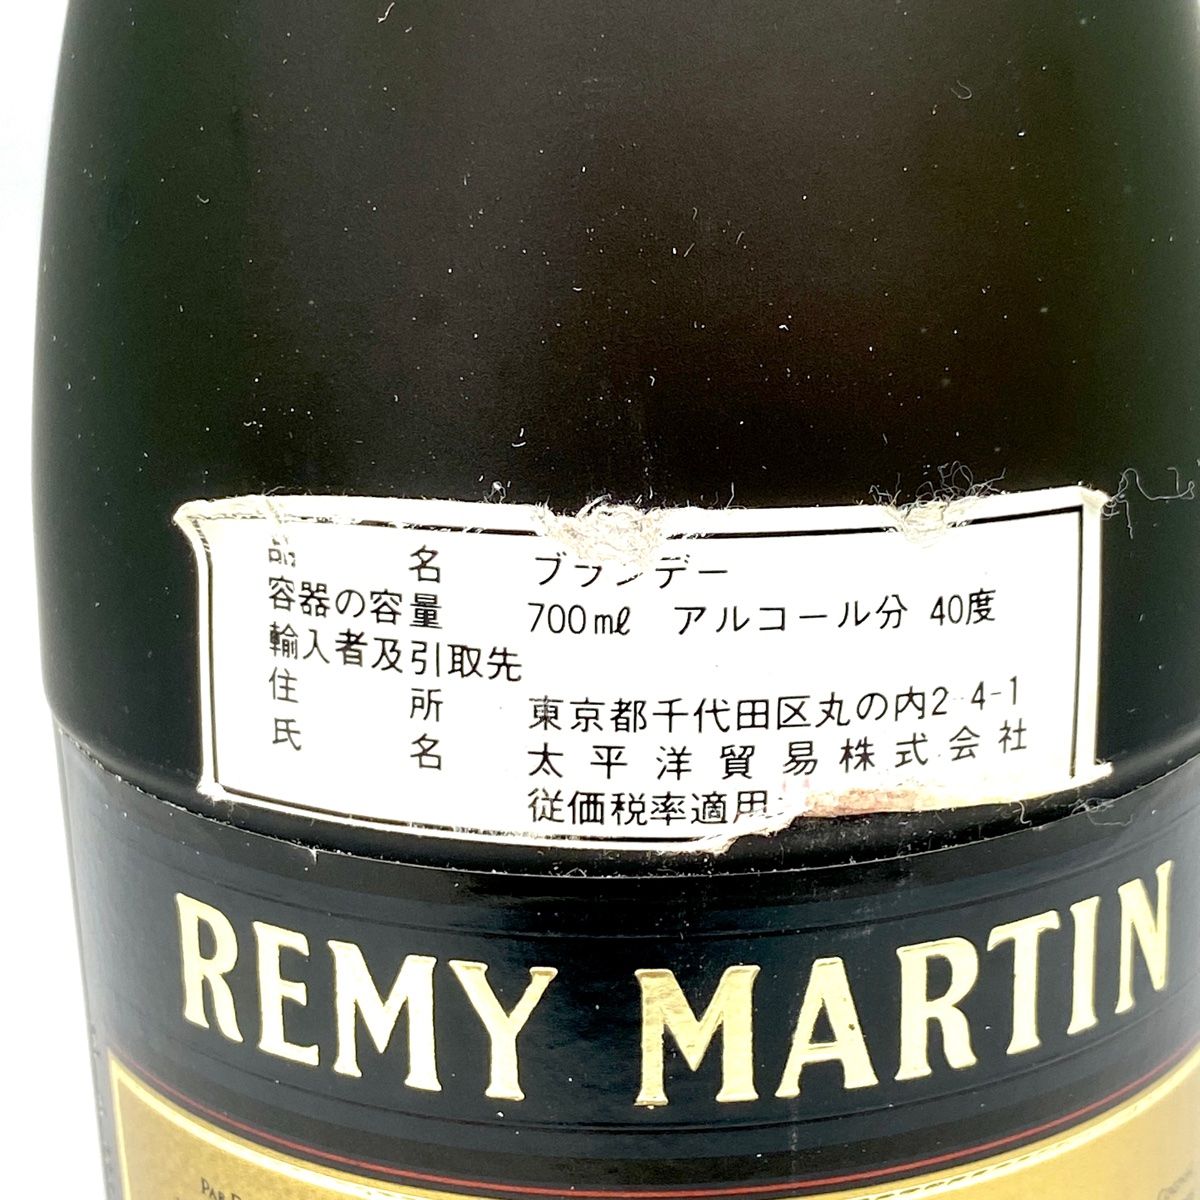 品名 ブランデー
容器の容量 700ml アルコール分 40度
輸入者及引取先
住所 東京都千代田区丸の内2-4-1
氏名 太平洋貿易株式会社
従価税率適用
REMY MARTIN
PAR